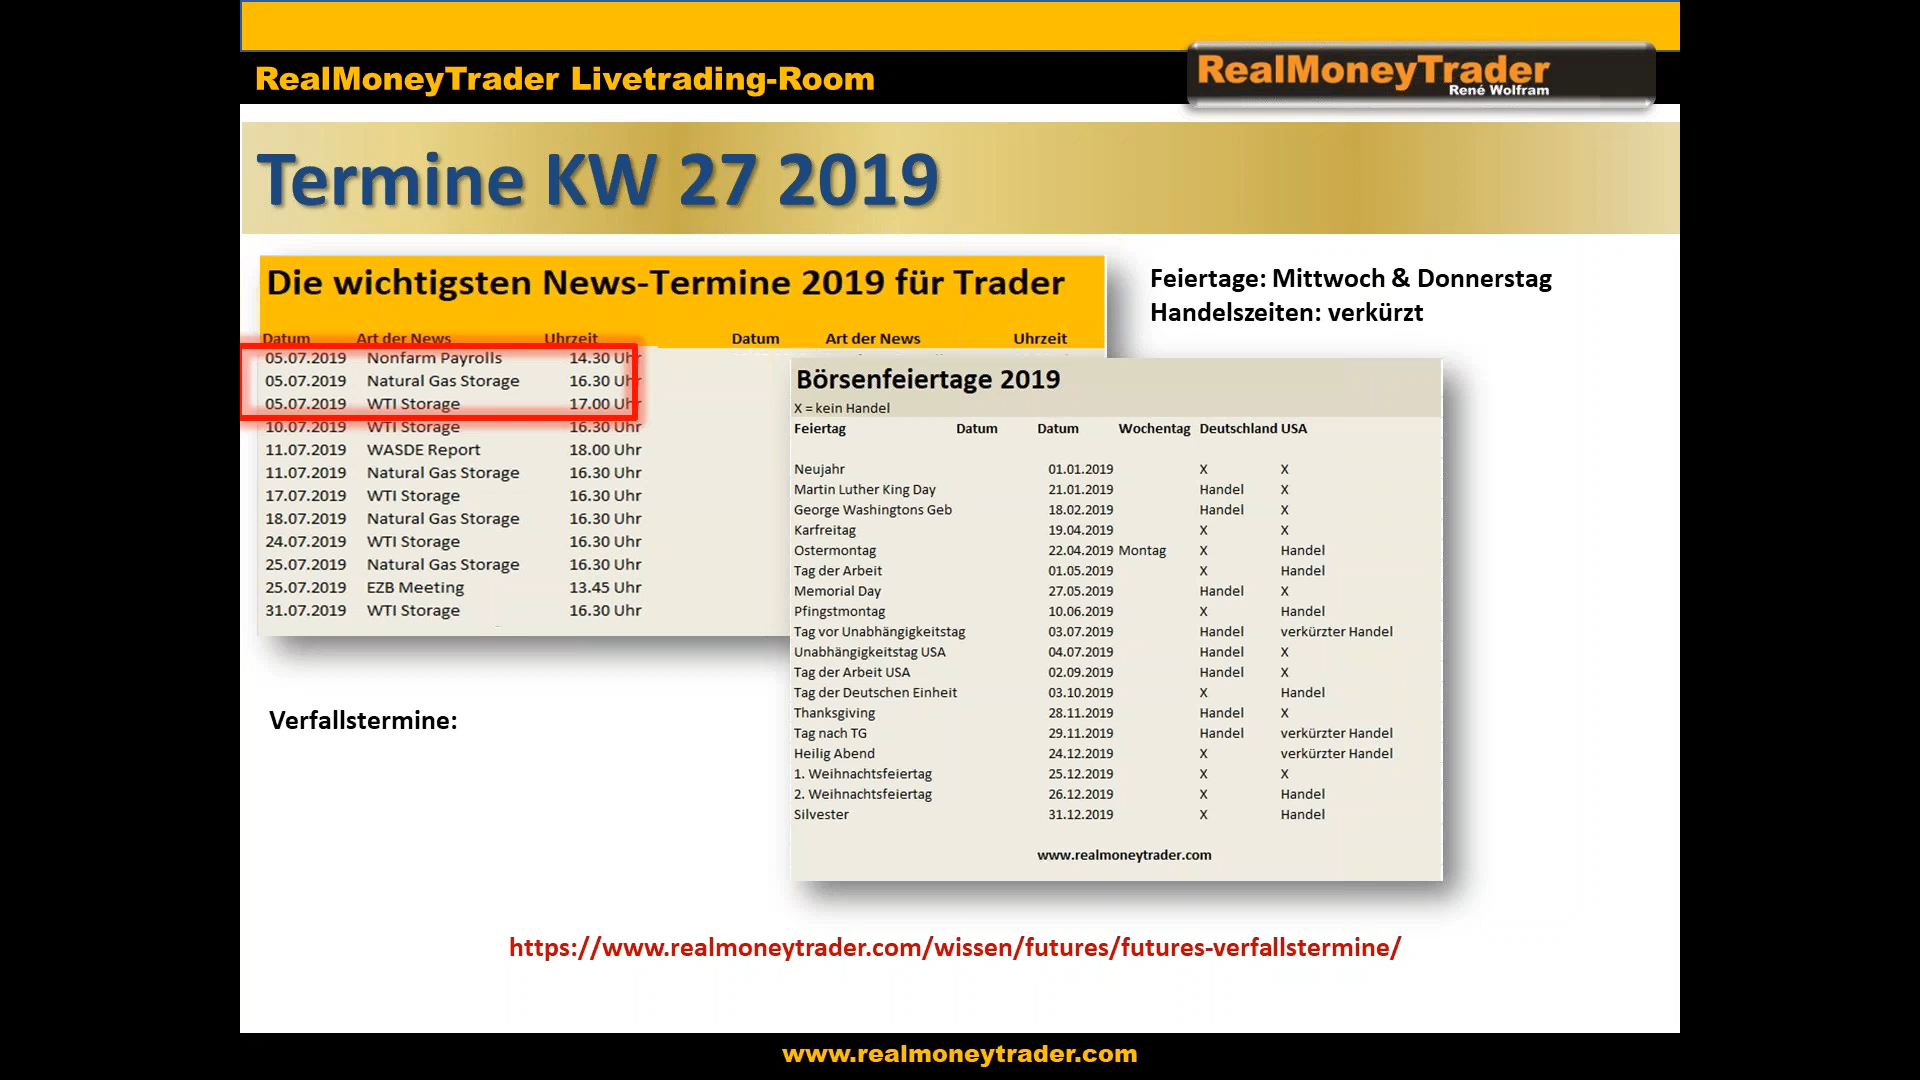 RealMoneyTrader Livetrading-Room
RealMoneyTrader
René Wolfram
Termine KW 27 2019
Die wichtigsten News-Termine 2019 für Trader
Datum Art der News Uhrzeit Datum Art der News Uhrzeit
05.07.2019 Nonfarm Payrolls 14.30 Uhr
05.07.2019 Natural Gas Storage 16.30 Uhr
05.07.2019 WTI Storage 17.00 Uhr
10.07.2019 WTI Storage 16.30 Uhr
11.07.2019 WASDE Report 18.00 Uhr
11.07.2019 Natural Gas Storage 16.30 Uhr
17.07.2019 WTI Storage 16.30 Uhr
18.07.2019 Natural Gas Storage 16.30 Uhr
24.07.2019 WTI Storage 16.30 Uhr
25.07.2019 Natural Gas Storage 16.30 Uhr
25.07.2019 EZB Meeting 13.45 Uhr
31.07.2019 WTI Storage 16.30 Uhr
Feiertage: Mittwoch & Donnerstag
Handelszeiten: verkürzt
Börsenfeiertage 2019
X = kein Handel
Feiertag Datum Datum Wochentag Deutschland USA
Neujahr 01.01.2019 X X
Martin Luther King Day 21.01.2019 Handel X
George Washingtons Geb 18.02.2019 Handel X
Karfreitag 19.04.2019 X X
Ostermontag 22.04.2019 Montag X Handel
Tag der Arbeit 01.05.2019 X Handel
Memorial Day 27.05.2019 Handel X
Pfingstmontag 10.06.2019 X Handel
Tag vor Unabhängigkeitstag 03.07.2019 Handel verkürzter Handel
Unabhängigkeitstag USA 04.07.2019 Handel X
Tag der Arbeit USA 02.09.2019 Handel X
Tag der Deutschen Einheit 03.10.2019 X Handel
Thanksgiving 28.11.2019 Handel X
Tag nach TG 29.11.2019 Handel verkürzter Handel
Heilig Abend 24.12.2019 X verkürzter Handel
1. Weihnachtsfeiertag 25.12.2019 X X
2. Weihnachtsfeiertag 26.12.2019 X Handel
Silvester 31.12.2019 X Handel
www.realmoneytrader.com
Verfallstermine:
https://www.realmoneytrader.com/wissen/futures/futures-verfallstermine/
www.realmoneytrader.com